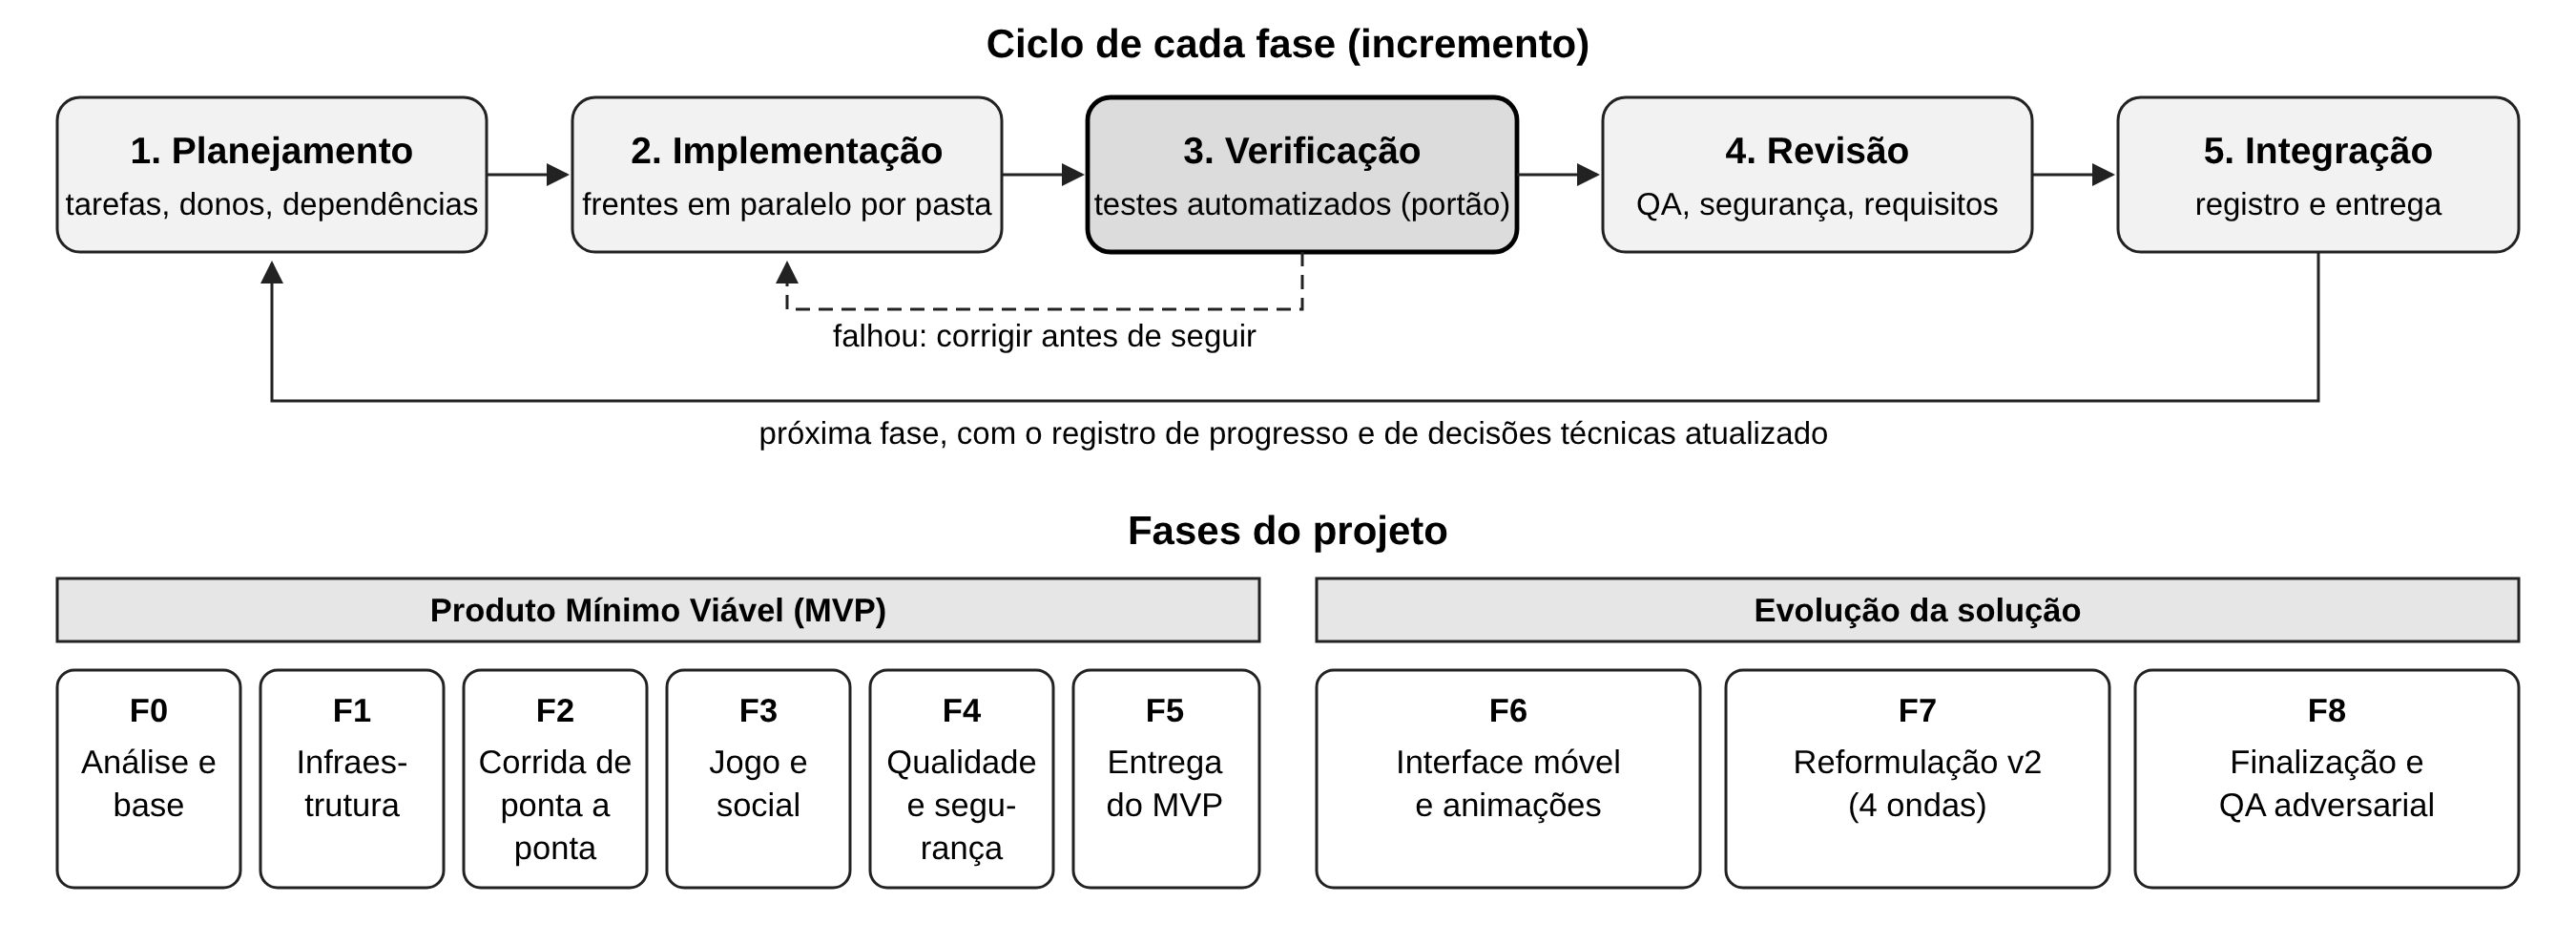 Ciclo de cada fase (incremento)
1. Planejamento
tarefas, donos, dependências
2. Implementação
frentes em paralelo por pasta
3. Verificação
testes automatizados (portão)
4. Revisão
QA, segurança, requisitos
5. Integração
registro e entrega
falhou: corrigir antes de seguir
próxima fase, com o registro de progresso e de decisões técnicas atualizado
Fases do projeto
Produto Mínimo Viável (MVP)
Evolução da solução
F0
Análise e
base
F1
Infraes-
trutura
F2
Corrida de
ponta a
ponta
F3
Jogo e
social
F4
Qualidade
e segu-
rança
F5
Entrega
do MVP
F6
Interface móvel
e animações
F7
Reformulação v2
(4 ondas)
F8
Finalização e
QA adversarial